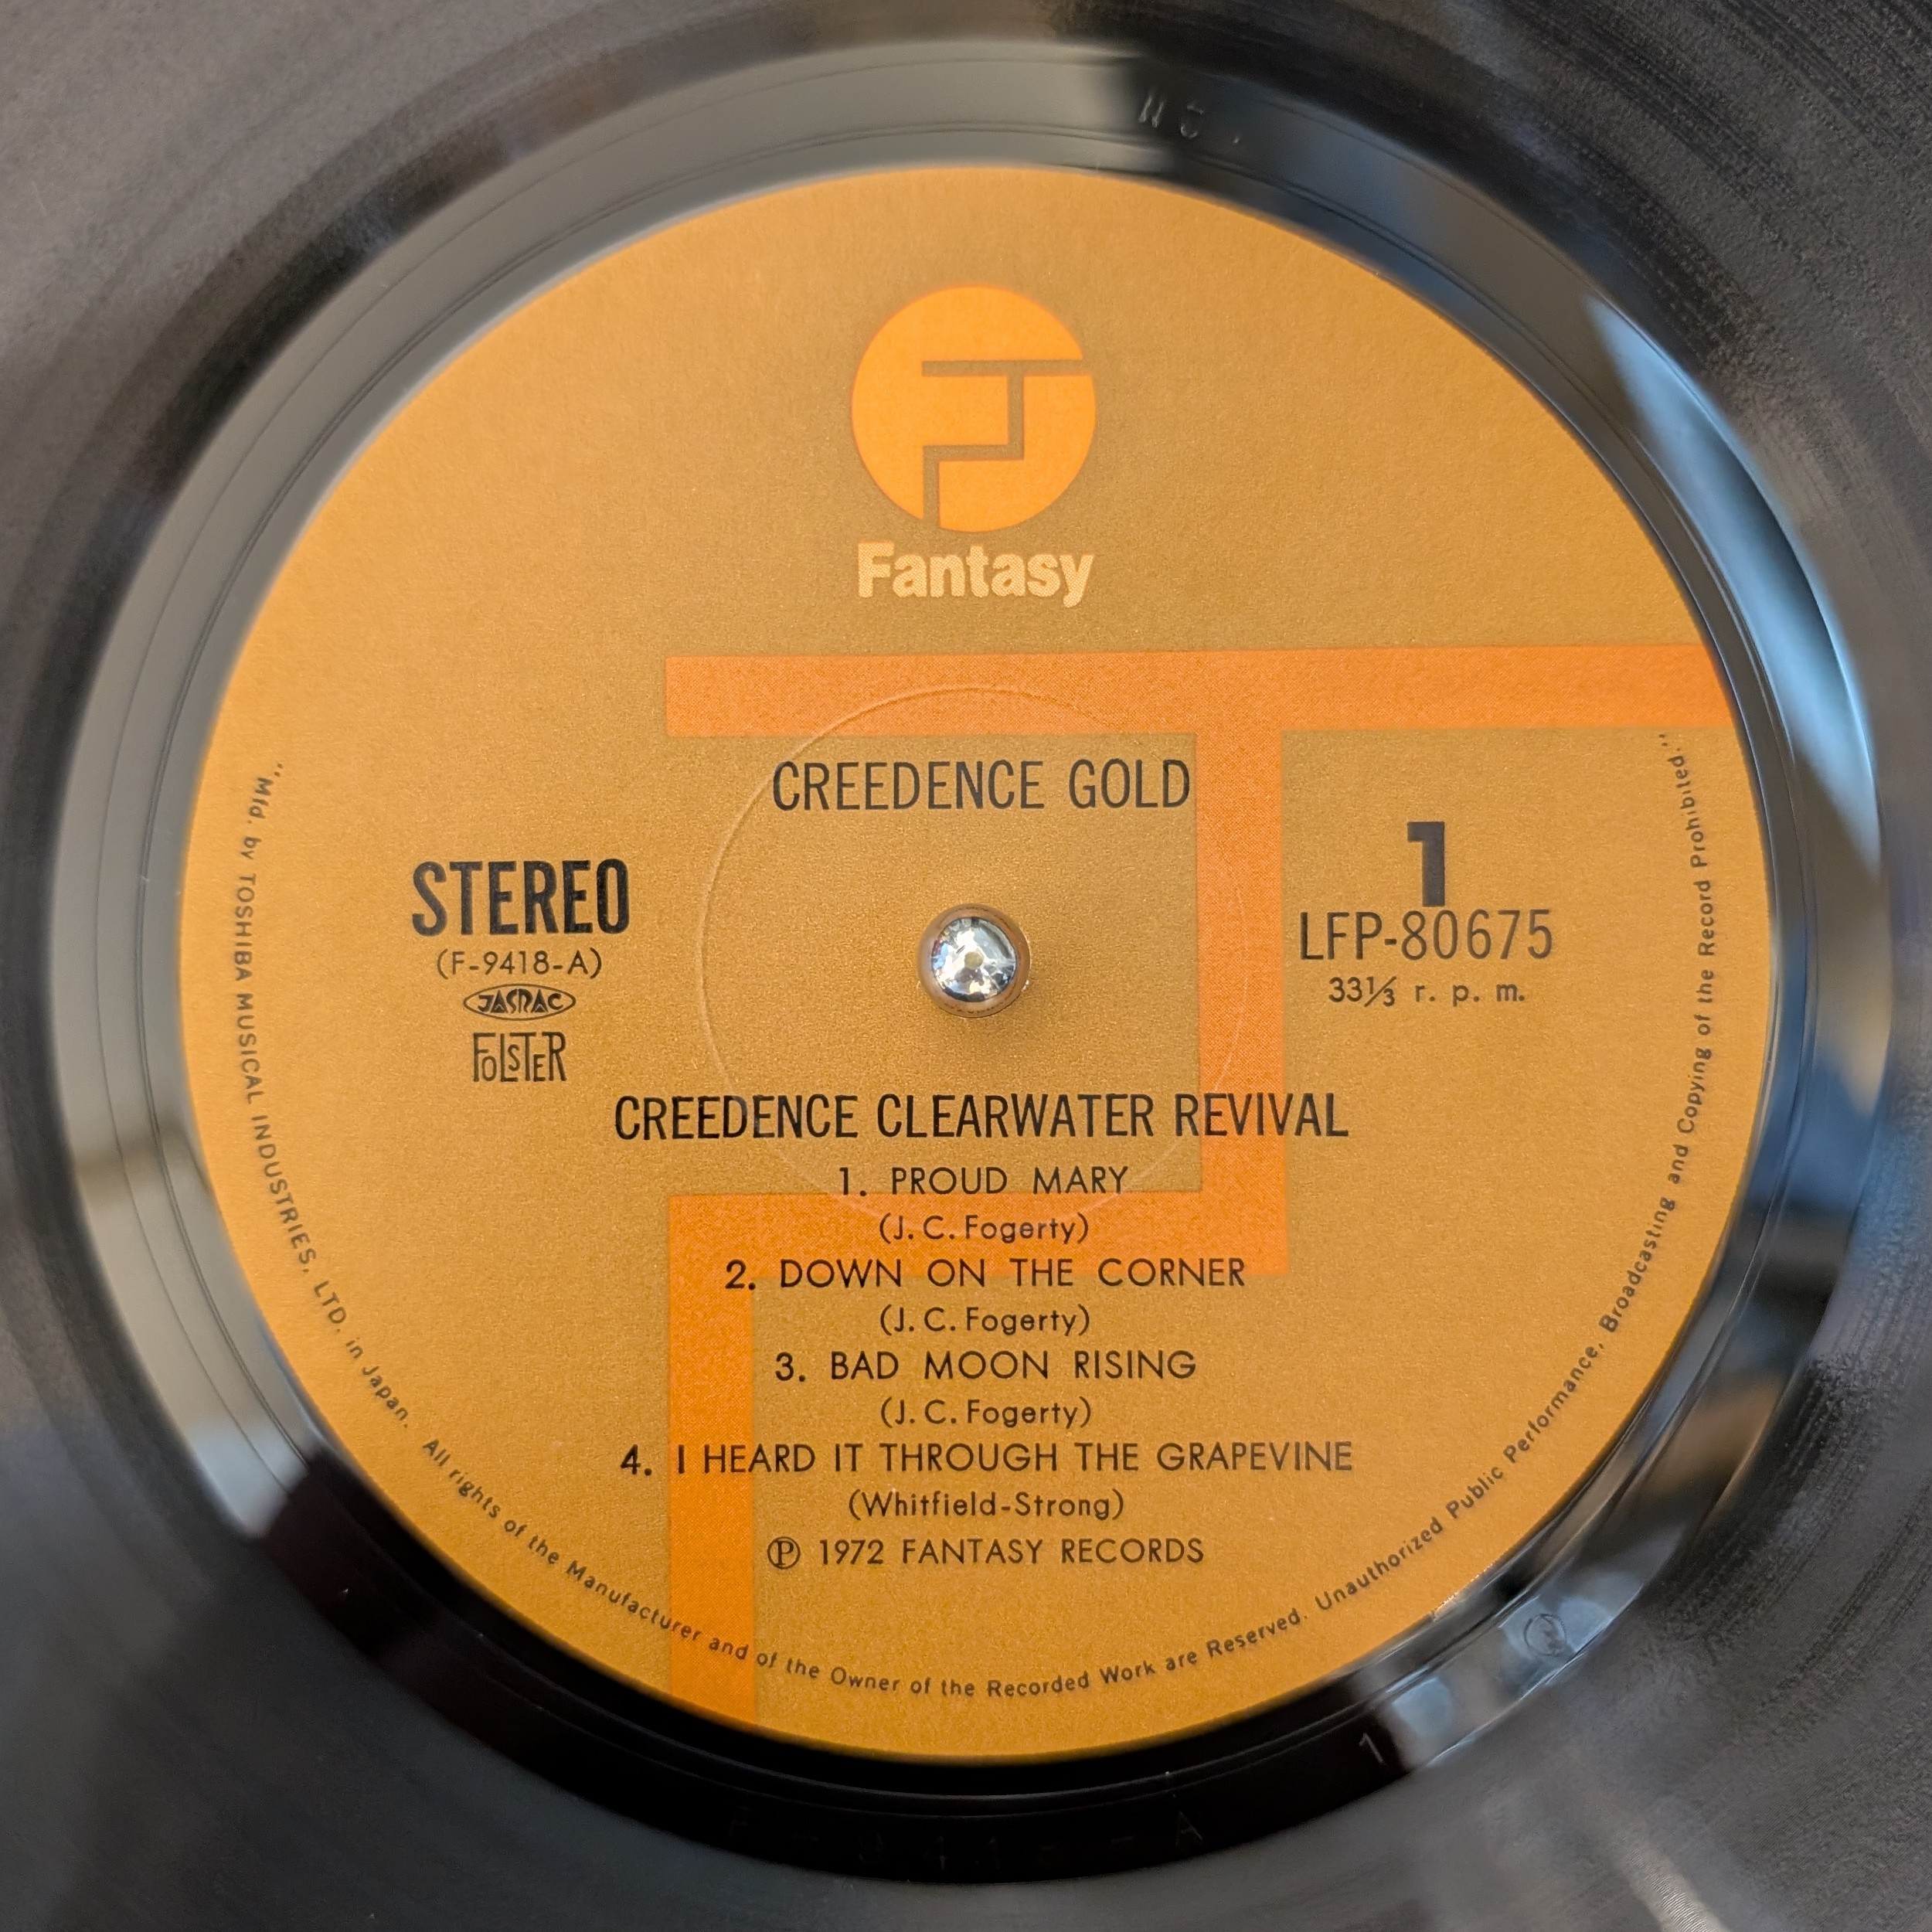 Fantasy
CREEDENCE GOLD
STEREO
(F-9418-A)
JASRAC
FOLSTER
1
LFP-80675
33⅓ r. p. m.
CREEDENCE CLEARWATER REVIVAL
1. PROUD MARY
(J. C. Fogerty)
2. DOWN ON THE CORNER
(J. C. Fogerty)
3. BAD MOON RISING
(J. C. Fogerty)
4. I HEARD IT THROUGH THE GRAPEVINE
(Whitfield-Strong)
Ⓟ 1972 FANTASY RECORDS
"Mfd. by TOSHIBA MUSICAL INDUSTRIES, LTD. in Japan. All rights of the Manufacturer and of the Owner of the Recorded Work are Reserved. Unauthorized Public Performance, Broadcasting and Copying of the Record Prohibited."
1